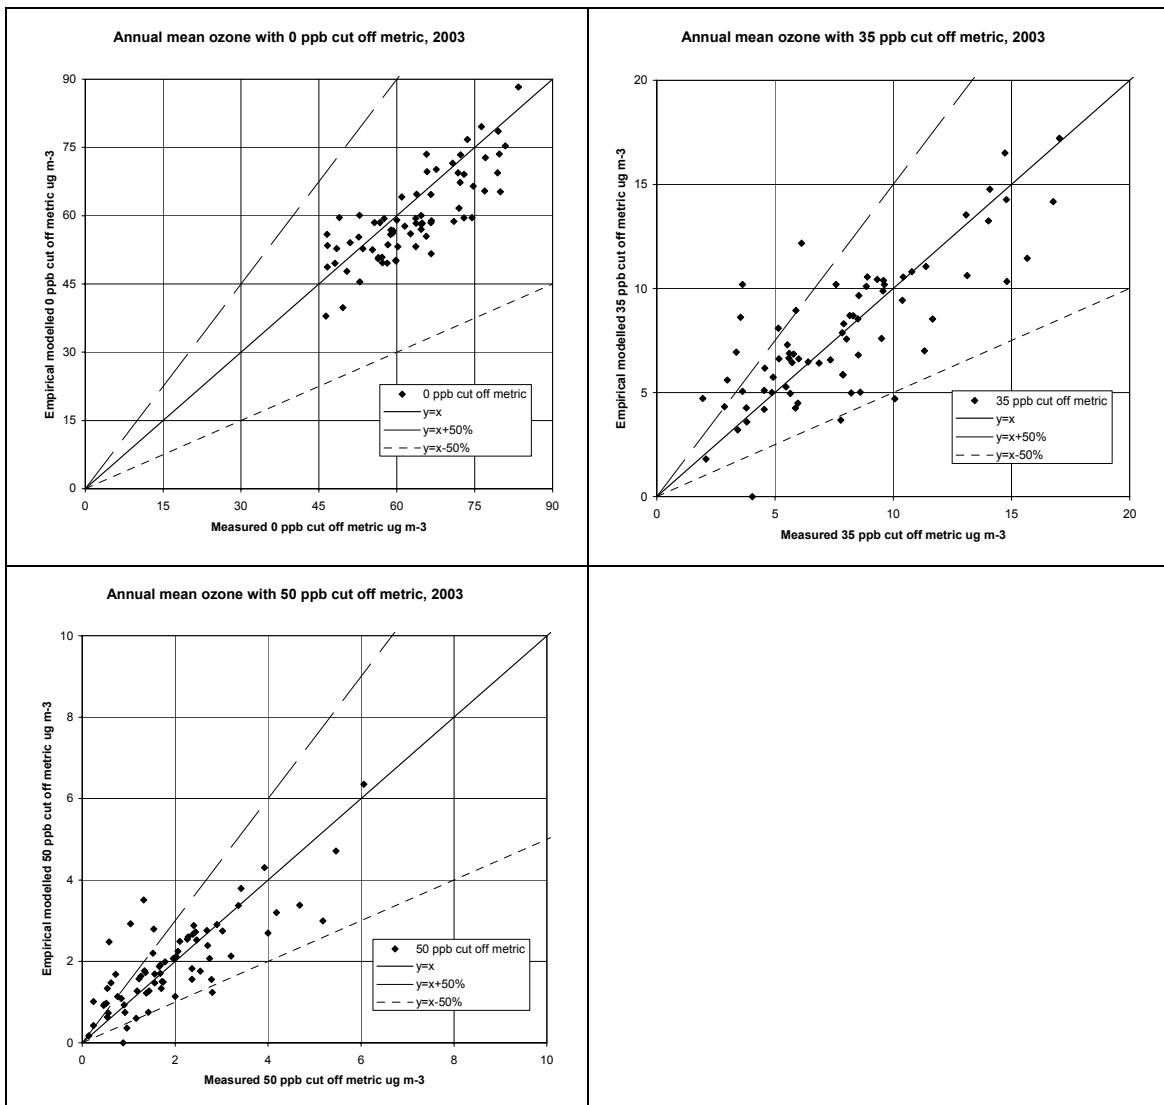 Annual mean ozone with 0 ppb cut off metric, 2003
Empirical modelled 0 ppb cut off metric ug m-3
90
75
60
45
30
15
0
0 ppb cut off metric
y=x
y=x+50%
y=x-50%
0 15 30 45 60 75 90
Measured 0 ppb cut off metric ug m-3
Annual mean ozone with 35 ppb cut off metric, 2003
Empirical modelled 35 ppb cut off metric ug m-3
20
15
10
5
0
35 ppb cut off metric
y=x
y=x+50%
y=x-50%
0 5 10 15 20
Measured 35 ppb cut off metric ug m-3
Annual mean ozone with 50 ppb cut off metric, 2003
Empirical modelled 50 ppb cut off metric ug m-3
10
8
6
4
2
0
50 ppb cut off metric
y=x
y=x+50%
y=x-50%
0 2 4 6 8 10
Measured 50 ppb cut off metric ug m-3